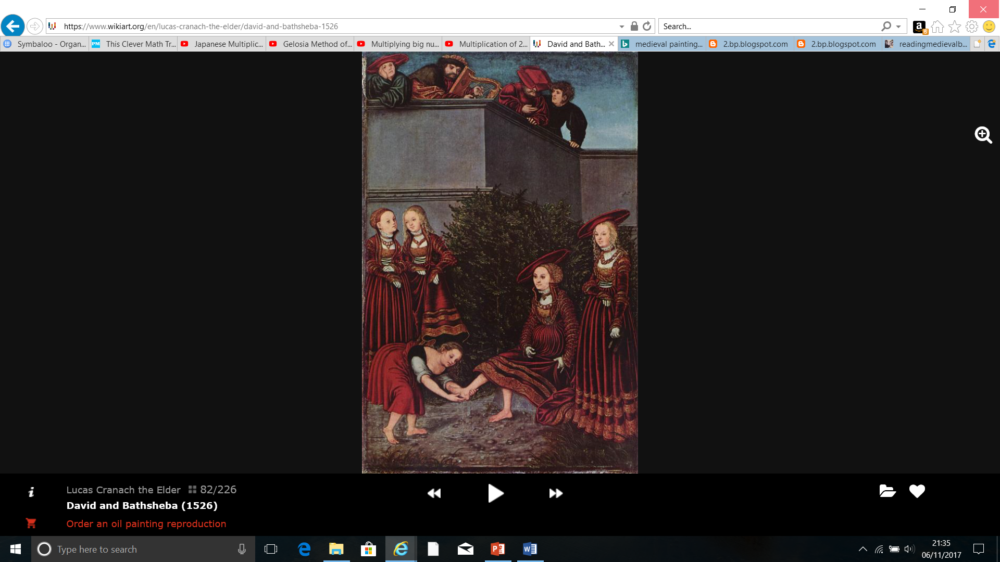 https://www.wikiart.org/en/lucas-cranach-the-elder/david-and-bathsheba-1526
Search...
a
6
Symbaloo - Organ...
PM
This Clever Math Tr...
Japanese Multiplic...
Gelosia Method of...
Multiplying big nu...
Multiplication of 2...
David and Bath...
medieval painting...
2.bp.blogspot.com
2.bp.blogspot.com
readingmedievalb...
i
Lucas Cranach the Elder 82/226
David and Bathsheba (1526)
Order an oil painting reproduction
Type here to search
21:35
06/11/2017